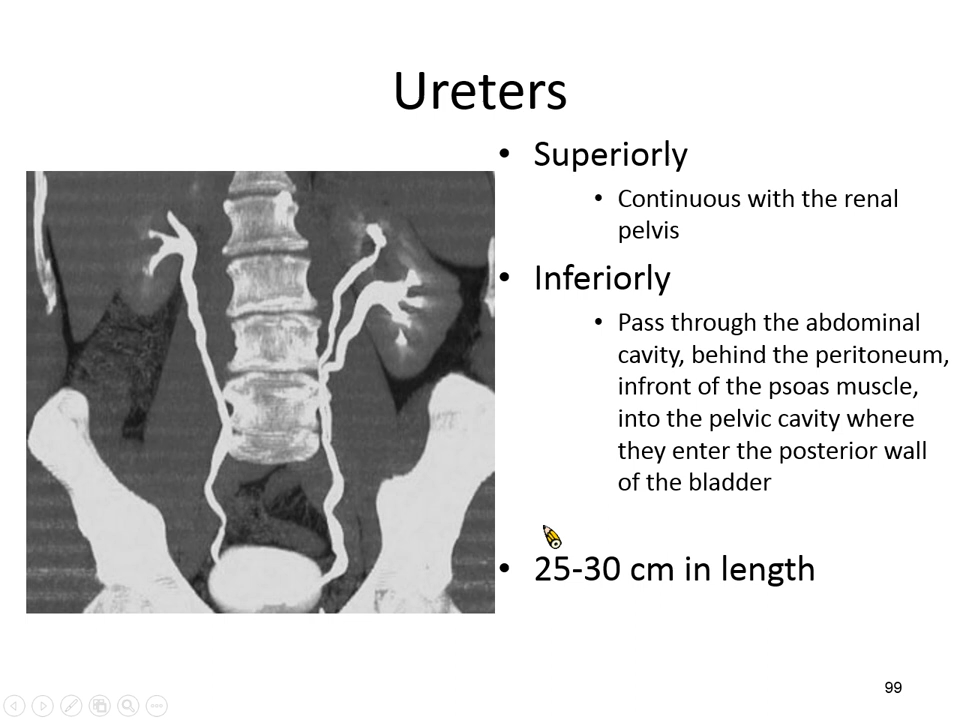 Ureters
• Superiorly
• Continuous with the renal
pelvis
• Inferiorly
• Pass through the abdominal
cavity, behind the peritoneum,
infront of the psoas muscle,
into the pelvic cavity where
they enter the posterior wall
of the bladder
• 25-30 cm in length
99